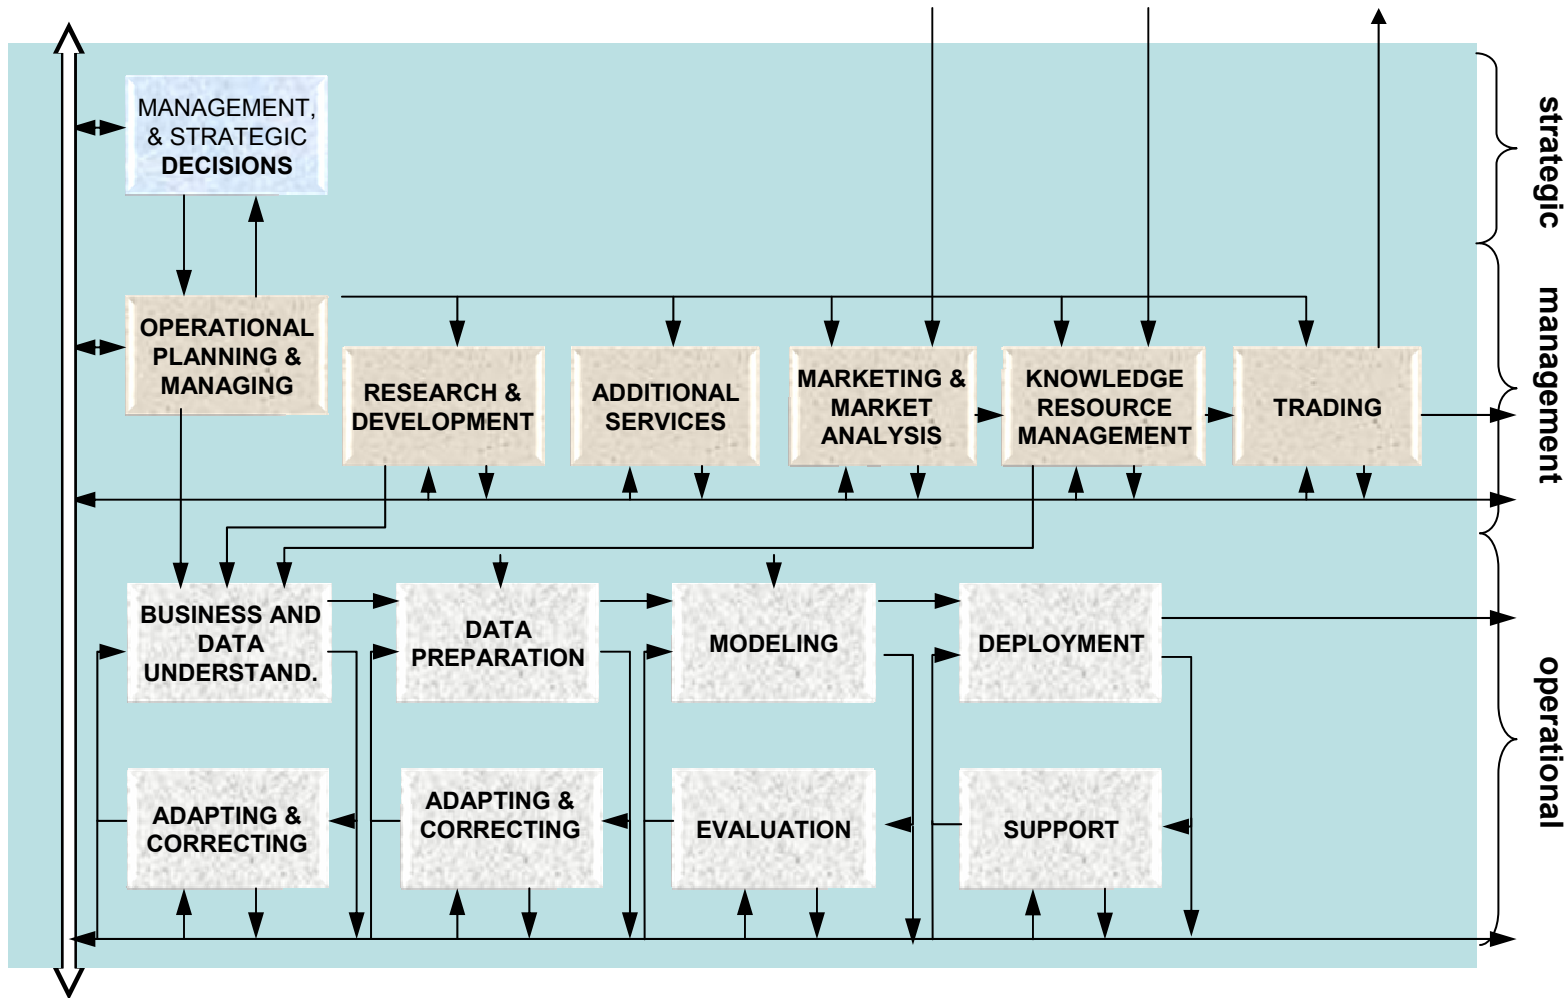 MANAGEMENT,
& STRATEGIC
DECISIONS
strategic
OPERATIONAL
PLANNING &
MANAGING
RESEARCH &
DEVELOPMENT
ADDITIONAL
SERVICES
MARKETING &
MARKET
ANALYSIS
KNOWLEDGE
RESOURCE
MANAGEMENT
TRADING
management
BUSINESS AND
DATA
UNDERSTAND.
DATA
PREPARATION
MODELING
DEPLOYMENT
operational
ADAPTING &
CORRECTING
ADAPTING &
CORRECTING
EVALUATION
SUPPORT